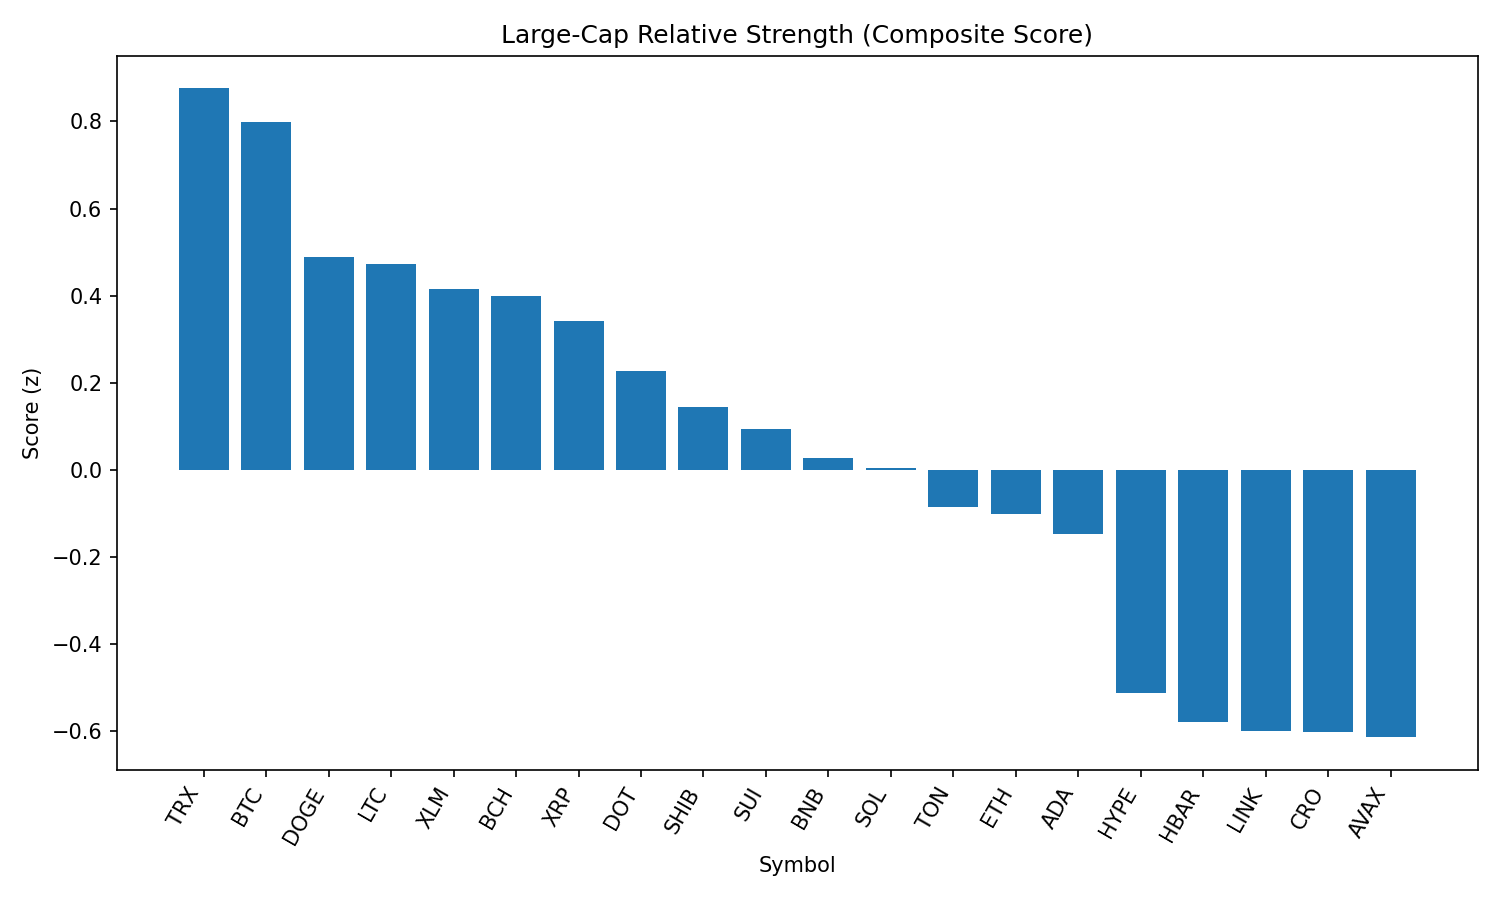 Large-Cap Relative Strength (Composite Score)
Score (z)
0.8
0.6
0.4
0.2
0.0
−0.2
−0.4
−0.6
TRX
BTC
DOGE
LTC
XLM
BCH
XRP
DOT
SHIB
SUI
BNB
SOL
TON
ETH
ADA
HYPE
HBAR
LINK
CRO
AVAX
Symbol